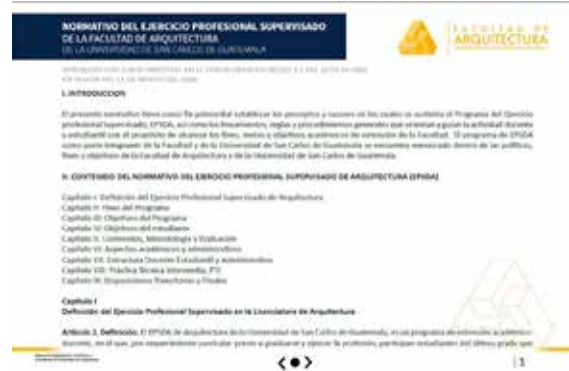 NORMATIVO DEL EJERCICIO PROFESIONAL SUPERVISADO
DE LA FACULTAD DE ARQUITECTURA
DE LA UNIVERSIDAD DE SAN CARLOS DE GUATEMALA
FACULTAD DE
ARQUITECTURA
I. INTRODUCCION
El presente normativo tiene como fin primordial establecer los preceptos y razones en los cuales se sustenta el Programa del Ejercicio
profesional Supervisado, EPSDA, así como los lineamientos, reglas y procedimientos generales que orientan y guían la actividad docente
y estudiantil con el propósito de alcanzar los fines, metas y objetivos académicos de extensión de la Facultad. El programa de EPSDA
como parte integrantes de la Facultad y de la Universidad de San Carlos de Guatemala se encuentra enmarcado dentro de las políticas,
fines y objetivos de la Facultad de Arquitectura y de la Universidad de San Carlos de Guatemala.
II. CONTENIDO DEL NORMATIVO DEL EJERCICIO PROFESIONAL SUPERVISADO DE ARQUITECTURA (EPSDA)
Capítulo I: Definición del Ejercicio Profesional Supervisado de Arquitectura
Capítulo II: Fines del Programa
Capítulo III: Objetivos del Programa
Capítulo IV: Objetivos del estudiante
Capítulo V: Contenidos, Metodología y Evaluación
Capítulo VI: Aspectos académicos y administrativos
Capítulo VII: Estructura Docente Estudiantil y Administrativa
Capítulo VIII: Práctica Técnica Intermedia, PTI
Capítulo IX: Disposiciones Transitorias y Finales
Capítulo I
Definición del Ejercicio Profesional Supervisado en la Licenciatura de Arquitectura
Artículo 1. Definición. El EPSDA de Arquitectura de la Universidad de San Carlos de Guatemala, es un programa de extensión académico
docente, en el que, por requerimiento curricular previo a graduarse y ejercer la profesión, participan estudiantes del último grado que
1